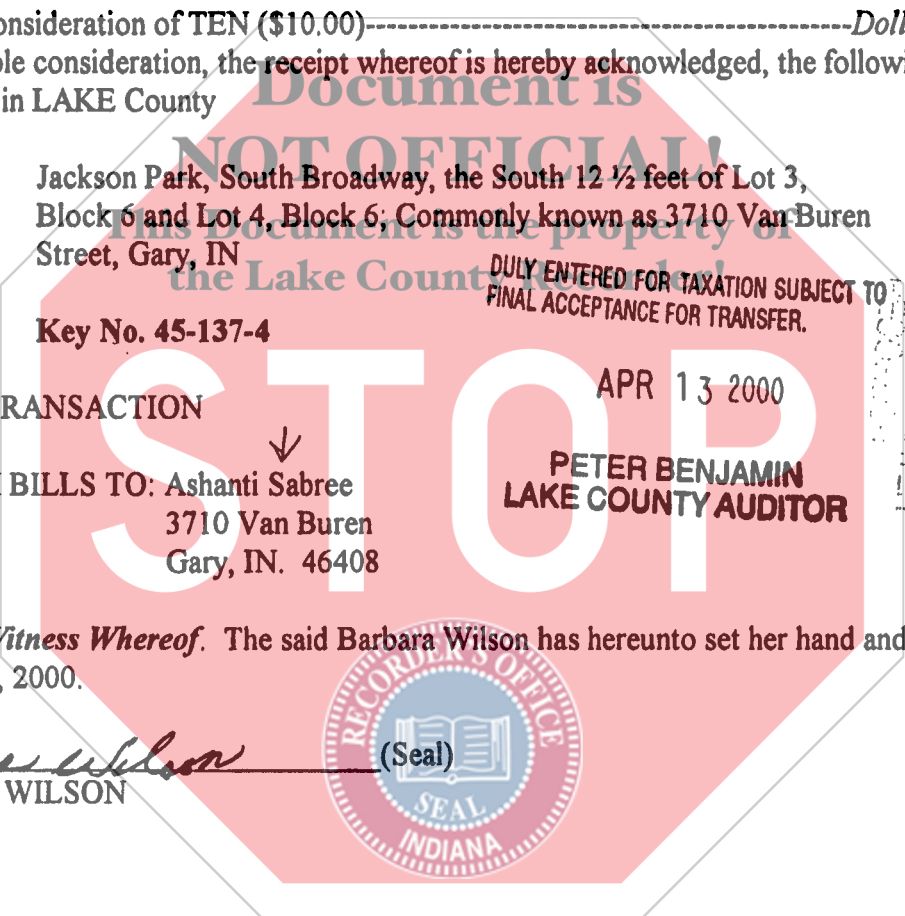 onsideration of TEN ($10.00)----------------------------------------------------Doll
ole consideration, the receipt whereof is hereby acknowledged, the followi
in LAKE County
Document is
NOT OFFICIAL!
This Document is the property of
the Lake County Recorder!
Jackson Park, South Broadway, the South 12 ½ feet of Lot 3,
Block 6 and Lot 4, Block 6; Commonly known as 3710 Van Buren
Street, Gary, IN
DULY ENTERED FOR TAXATION SUBJECT TO
FINAL ACCEPTANCE FOR TRANSFER.
Key No. 45-137-4
APR 13 2000
STOP
RANSACTION
BILLS TO: Ashanti Sabree
3710 Van Buren
Gary, IN. 46408
PETER BENJAMIN
LAKE COUNTY AUDITOR
Witness Whereof. The said Barbara Wilson has hereunto set her hand and
, 2000.
Wilson (Seal)
WILSON
RECORDER'S OFFICE
SEAL
INDIANA